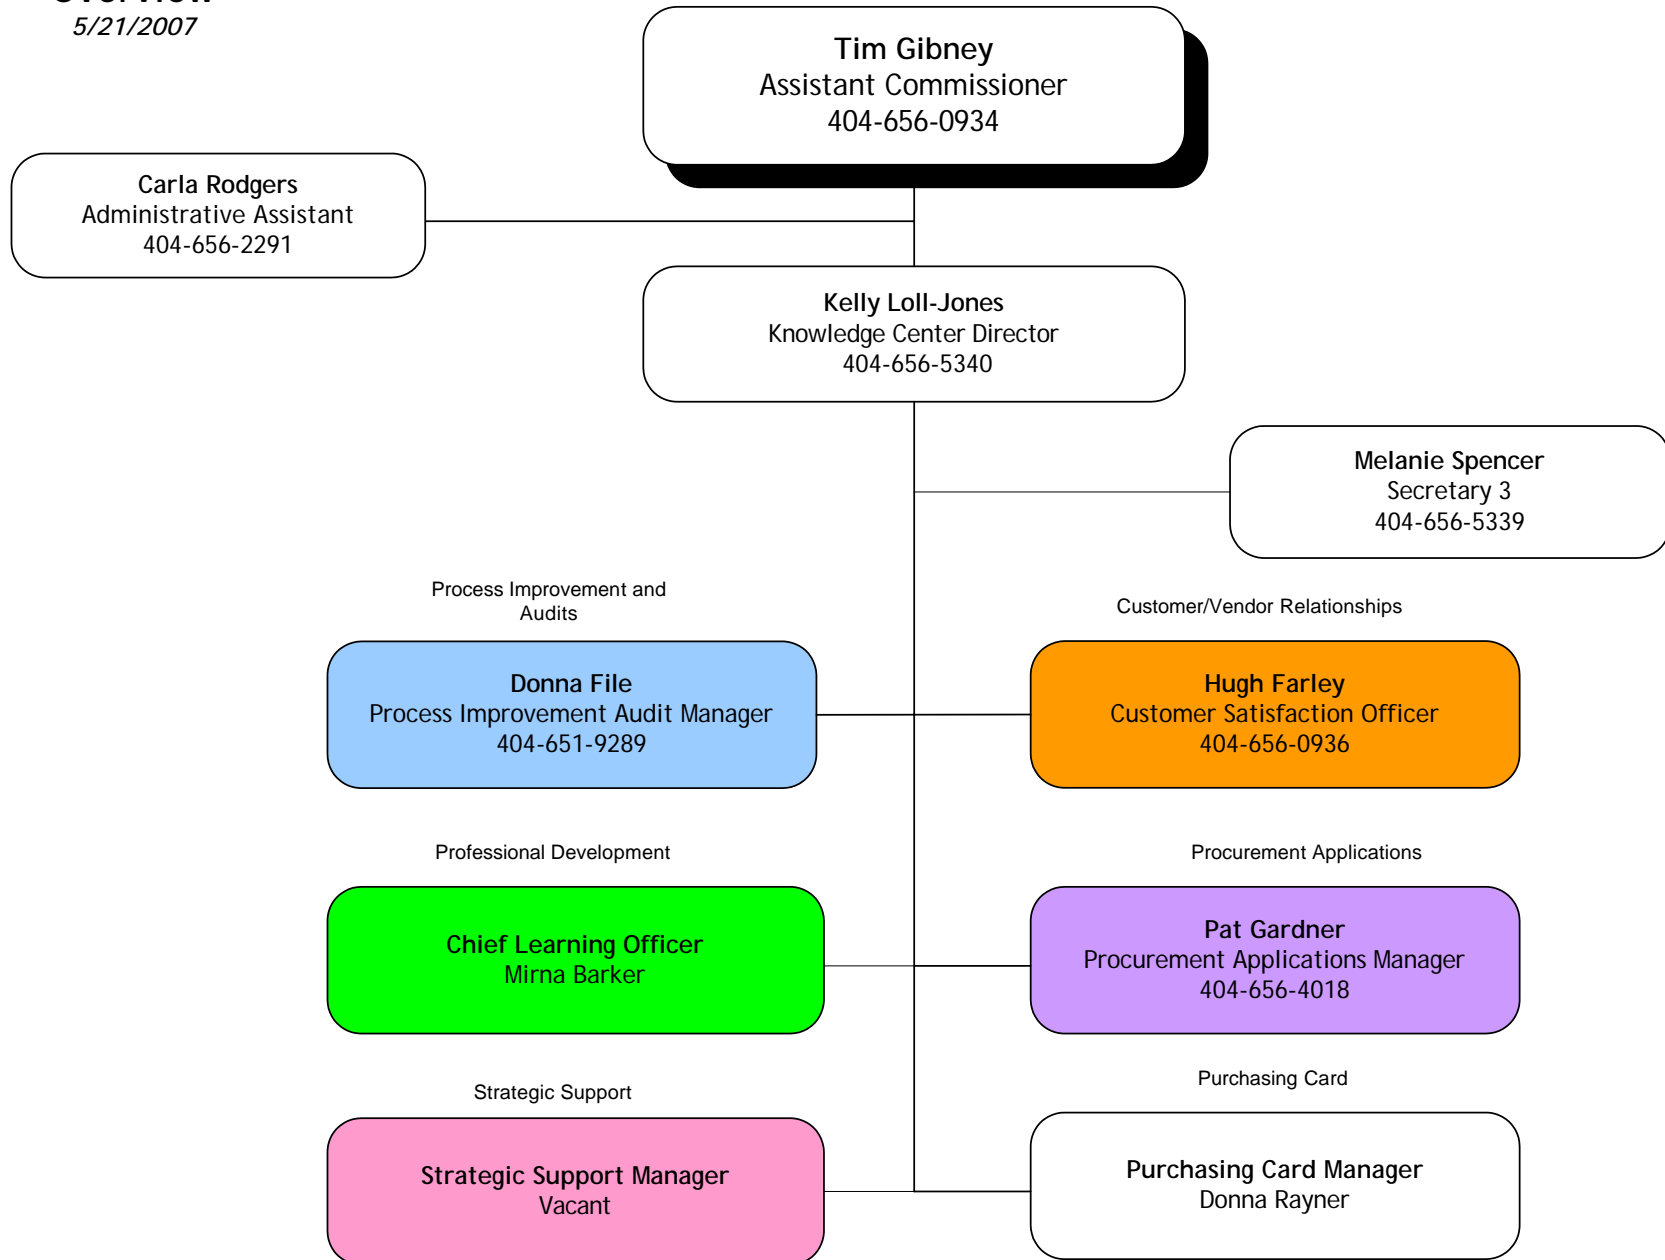 Overview
5/21/2007
Tim Gibney
Assistant Commissioner
404-656-0934
Carla Rodgers
Administrative Assistant
404-656-2291
Kelly Loll-Jones
Knowledge Center Director
404-656-5340
Melanie Spencer
Secretary 3
404-656-5339
Process Improvement and
Audits
Customer/Vendor Relationships
Donna File
Process Improvement Audit Manager
404-651-9289
Hugh Farley
Customer Satisfaction Officer
404-656-0936
Professional Development
Procurement Applications
Chief Learning Officer
Mirna Barker
Pat Gardner
Procurement Applications Manager
404-656-4018
Strategic Support
Purchasing Card
Strategic Support Manager
Vacant
Purchasing Card Manager
Donna Rayner